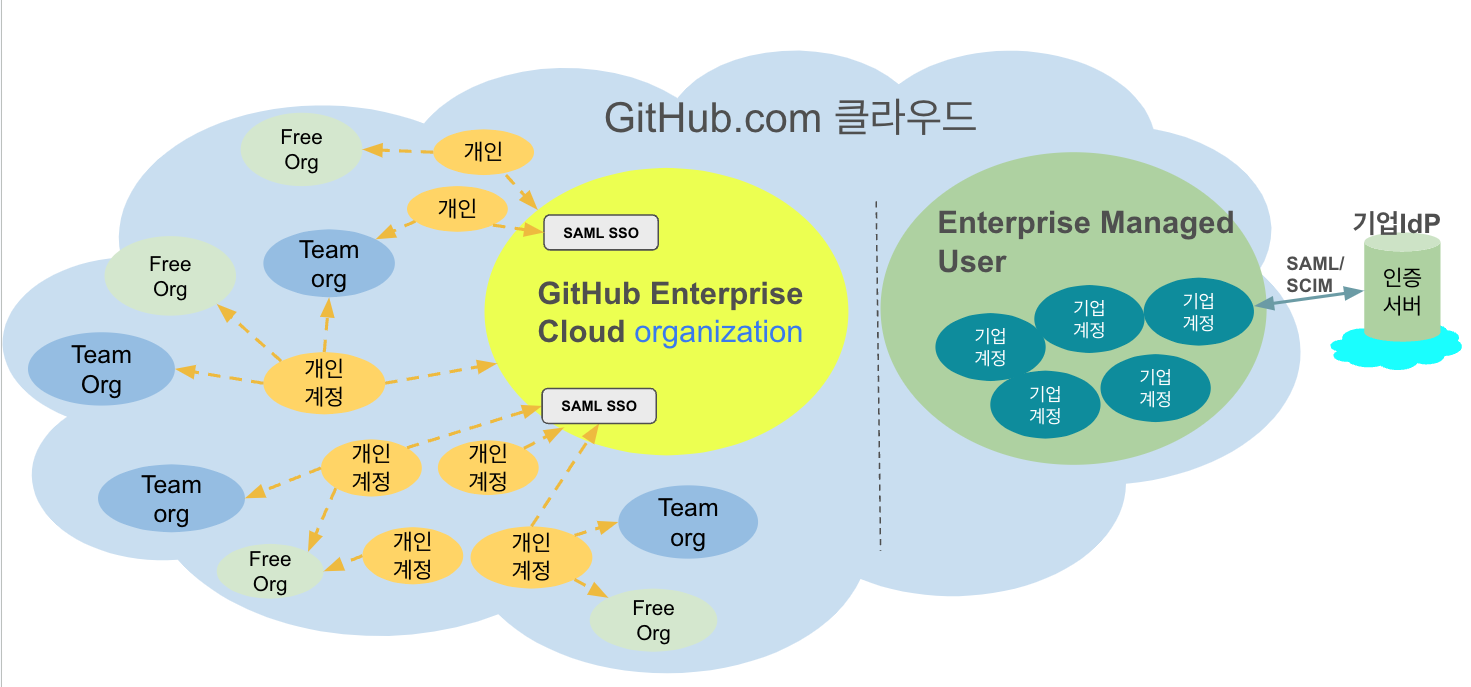 GitHub.com 클라우드
Free
Org
개인
개인
SAML SSO
Team
org
Free
Org
GitHub Enterprise
Cloud organization
Team
Org
개인
계정
SAML SSO
개인
계정
개인
계정
Team
org
Team
org
Free
Org
개인
계정
개인
계정
Free
Org
Enterprise Managed
User
기업
계정
기업
계정
기업
계정
기업
계정
기업
계정
SAML/
SCIM
기업IdP
인증
서버